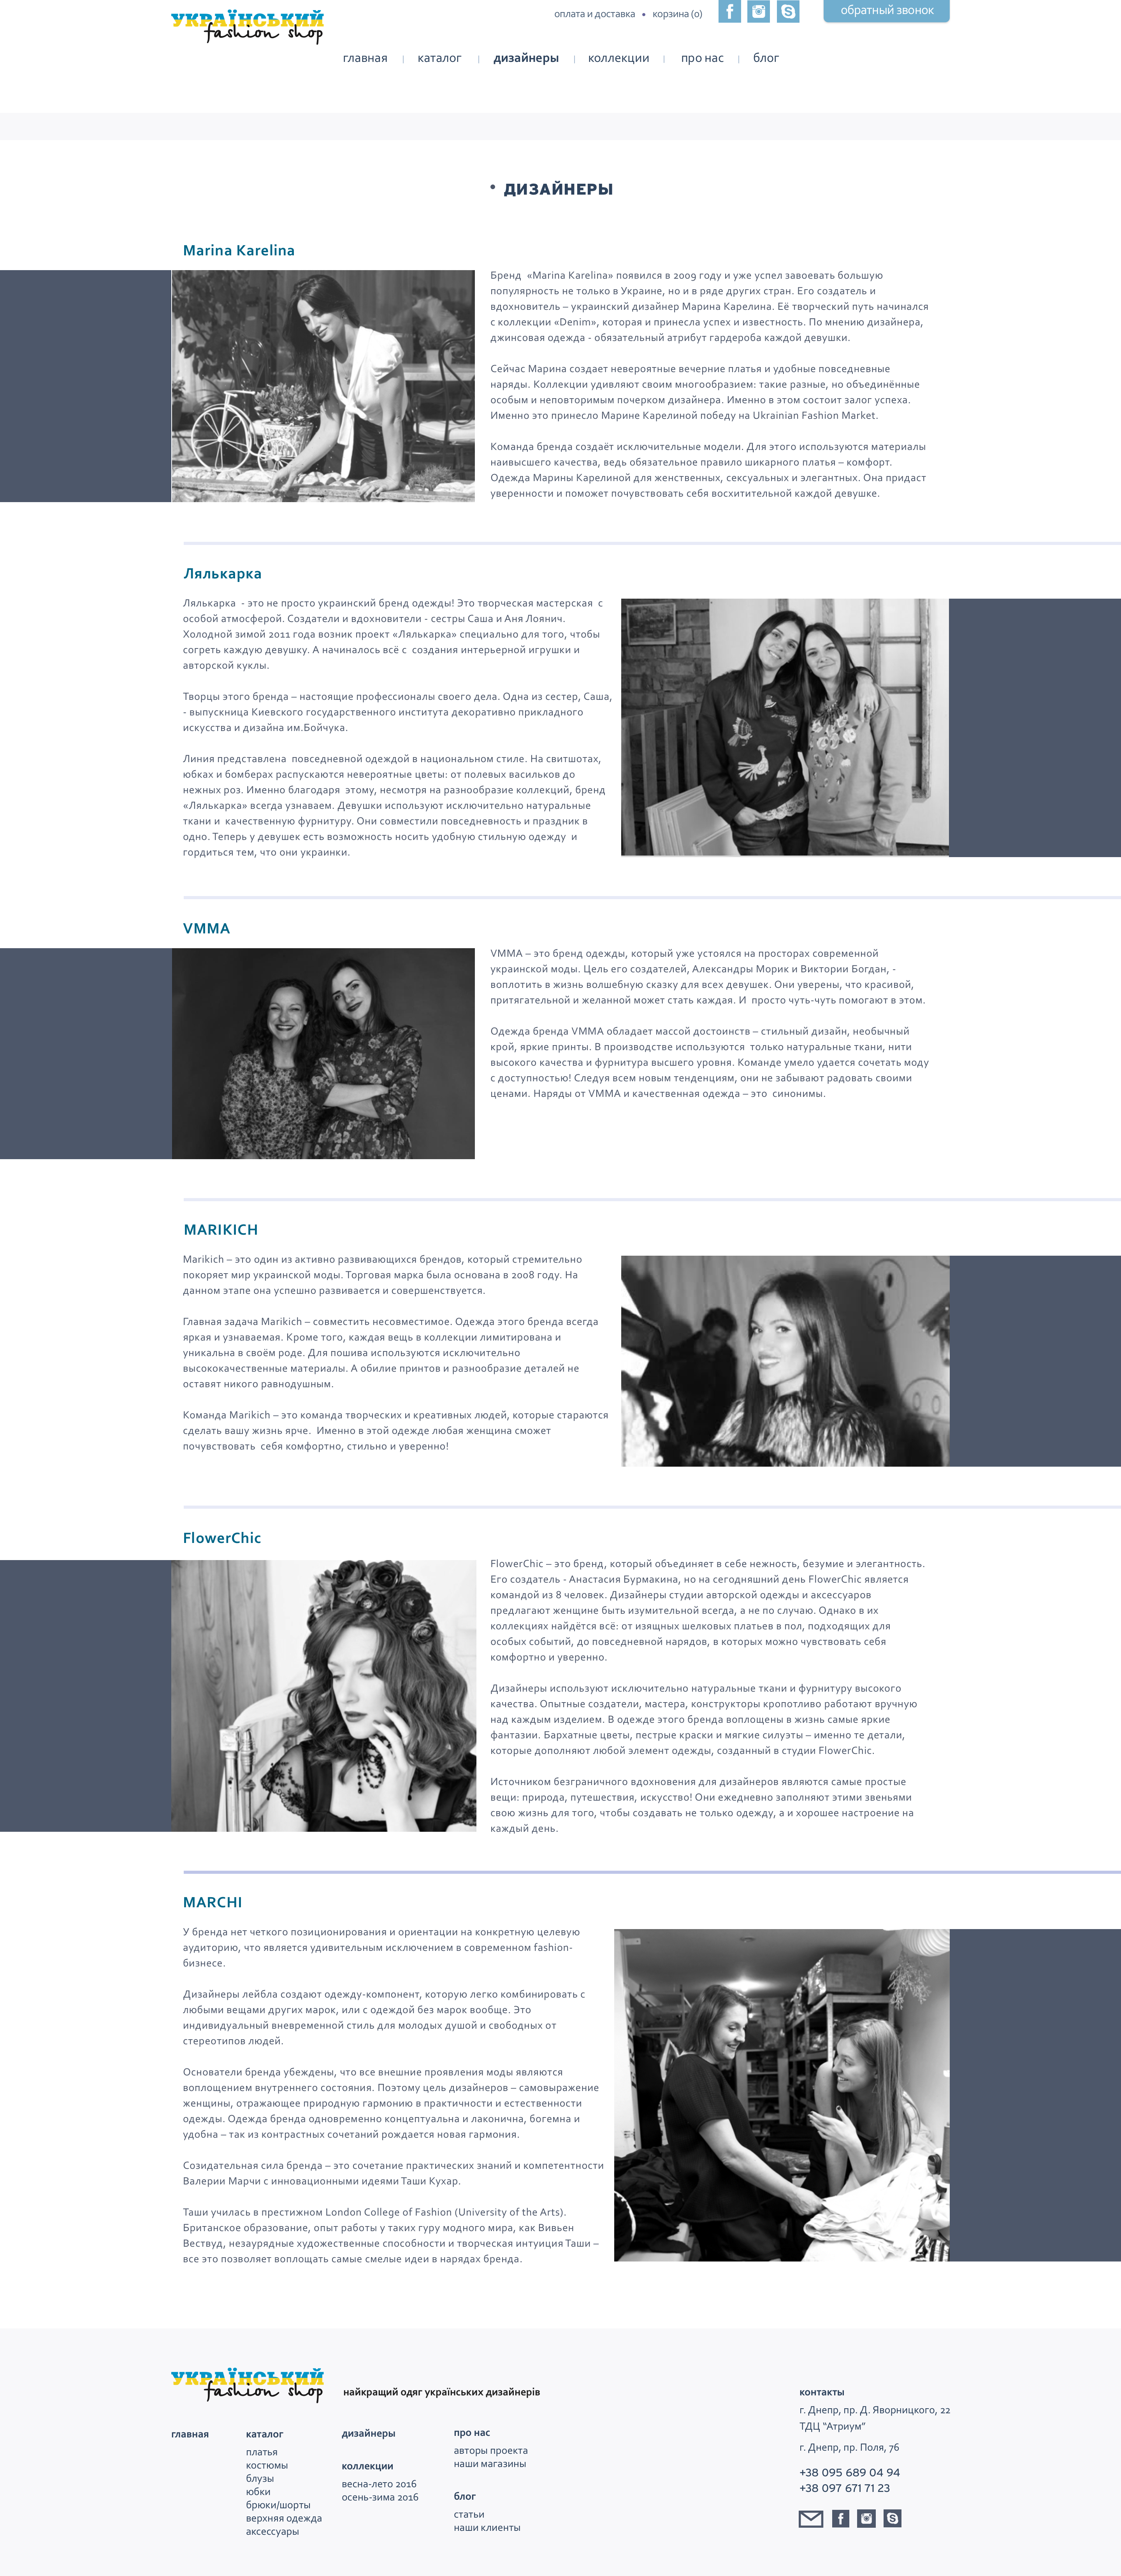 УКРАЇНСЬКИЙ
fashion shop
оплата и доставка • корзина (0)
обратный звонок
главная | каталог | дизайнеры | коллекции | про нас | блог
• ДИЗАЙНЕРЫ
Marina Karelina
Бренд «Marina Karelina» появился в 2009 году и уже успел завоевать большую
популярность не только в Украине, но и в ряде других стран. Его создатель и
вдохновитель – украинский дизайнер Марина Карелина. Её творческий путь начинался
с коллекции «Denim», которая и принесла успех и известность. По мнению дизайнера,
джинсовая одежда - обязательный атрибут гардероба каждой девушки.
Сейчас Марина создает невероятные вечерние платья и удобные повседневные
наряды. Коллекции удивляют своим многообразием: такие разные, но объединённые
особым и неповторимым почерком дизайнера. Именно в этом состоит залог успеха.
Именно это принесло Марине Карелиной победу на Ukrainian Fashion Market.
Команда бренда создаёт исключительные модели. Для этого используются материалы
наивысшего качества, ведь обязательное правило шикарного платья – комфорт.
Одежда Марины Карелиной для женственных, сексуальных и элегантных. Она придаст
уверенности и поможет почувствовать себя восхитительной каждой девушке.
Лялькарка
Лялькарка - это не просто украинский бренд одежды! Это творческая мастерская с
особой атмосферой. Создатели и вдохновители - сестры Саша и Аня Лоянич.
Холодной зимой 2011 года возник проект «Лялькарка» специально для того, чтобы
согреть каждую девушку. А начиналось всё с создания интерьерной игрушки и
авторской куклы.
Творцы этого бренда – настоящие профессионалы своего дела. Одна из сестер, Саша,
- выпускница Киевского государственного института декоративно прикладного
искусства и дизайна им.Бойчука.
Линия представлена повседневной одеждой в национальном стиле. На свитшотах,
юбках и бомберах распускаются невероятные цветы: от полевых васильков до
нежных роз. Именно благодаря этому, несмотря на разнообразие коллекций, бренд
«Лялькарка» всегда узнаваем. Девушки используют исключительно натуральные
ткани и качественную фурнитуру. Они совместили повседневность и праздник в
одно. Теперь у девушек есть возможность носить удобную стильную одежду и
гордиться тем, что они украинки.
VMMA
VMMA – это бренд одежды, который уже устоялся на просторах современной
украинской моды. Цель его создателей, Александры Морик и Виктории Богдан, -
воплотить в жизнь волшебную сказку для всех девушек. Они уверены, что красивой,
притягательной и желанной может стать каждая. И просто чуть-чуть помогают в этом.
Одежда бренда VMMA обладает массой достоинств – стильный дизайн, необычный
крой, яркие принты. В производстве используются только натуральные ткани, нити
высокого качества и фурнитура высшего уровня. Команде умело удается сочетать моду
с доступностью! Следуя всем новым тенденциям, они не забывают радовать своими
ценами. Наряды от VMMA и качественная одежда – это синонимы.
MARIKICH
Marikich – это один из активно развивающихся брендов, который стремительно
покоряет мир украинской моды. Торговая марка была основана в 2008 году. На
данном этапе она успешно развивается и совершенствуется.
Главная задача Marikich – совместить несовместимое. Одежда этого бренда всегда
яркая и узнаваемая. Кроме того, каждая вещь в коллекции лимитирована и
уникальна в своём роде. Для пошива используются исключительно
высококачественные материалы. А обилие принтов и разнообразие деталей не
оставят никого равнодушным.
Команда Marikich – это команда творческих и креативных людей, которые стараются
сделать вашу жизнь ярче. Именно в этой одежде любая женщина сможет
почувствовать себя комфортно, стильно и уверенно!
FlowerChic
FlowerChic – это бренд, который объединяет в себе нежность, безумие и элегантность.
Его создатель - Анастасия Бурмакина, но на сегодняшний день FlowerChic является
командой из 8 человек. Дизайнеры студии авторской одежды и аксессуаров
предлагают женщине быть изумительной всегда, а не по случаю. Однако в их
коллекциях найдётся всё: от изящных шелковых платьев в пол, подходящих для
особых событий, до повседневной нарядов, в которых можно чувствовать себя
комфортно и уверенно.
Дизайнеры используют исключительно натуральные ткани и фурнитуру высокого
качества. Опытные создатели, мастера, конструкторы кропотливо работают вручную
над каждым изделием. В одежде этого бренда воплощены в жизнь самые яркие
фантазии. Бархатные цветы, пестрые краски и мягкие силуэты – именно те детали,
которые дополняют любой элемент одежды, созданный в студии FlowerChic.
Источником безграничного вдохновения для дизайнеров являются самые простые
вещи: природа, путешествия, искусство! Они ежедневно заполняют этими звеньями
свою жизнь для того, чтобы создавать не только одежду, а и хорошее настроение на
каждый день.
MARCHI
У бренда нет четкого позиционирования и ориентации на конкретную целевую
аудиторию, что является удивительным исключением в современном fashion-
бизнесе.
Дизайнеры лейбла создают одежду-компонент, которую легко комбинировать с
любыми вещами других марок, или с одеждой без марок вообще. Это
индивидуальный вневременной стиль для молодых душой и свободных от
стереотипов людей.
Основатели бренда убеждены, что все внешние проявления моды являются
воплощением внутреннего состояния. Поэтому цель дизайнеров – самовыражение
женщины, отражающее природную гармонию в практичности и естественности
одежды. Одежда бренда одновременно концептуальна и лаконична, богемна и
удобна – так из контрастных сочетаний рождается новая гармония.
Созидательная сила бренда – это сочетание практических знаний и компетентности
Валерии Марчи с инновационными идеями Таши Кухар.
Таши училась в престижном London College of Fashion (University of the Arts).
Британское образование, опыт работы у таких гуру модного мира, как Вивьен
Вествуд, незаурядные художественные способности и творческая интуиция Таши –
все это позволяет воплощать самые смелые идеи в нарядах бренда.
УКРАЇНСЬКИЙ
fashion shop
найкращий одяг українських дизайнерів
главная
каталог
платья
костюмы
блузы
юбки
брюки/шорты
верхняя одежда
аксессуары
дизайнеры
коллекции
весна-лето 2016
осень-зима 2016
про нас
авторы проекта
наши магазины
блог
статьи
наши клиенты
контакты
г. Днепр, пр. Д. Яворницкого, 22
ТДЦ “Атриум”
г. Днепр, пр. Поля, 76
+38 095 689 04 94
+38 097 671 71 23